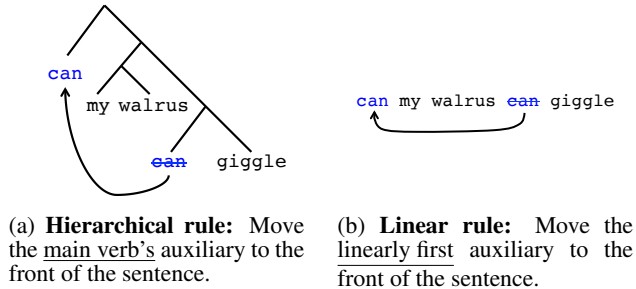 can
my walrus
can giggle
(a) Hierarchical rule: Move
the main verb's auxiliary to the
front of the sentence.
can my walrus can giggle
(b) Linear rule: Move the
linearly first auxiliary to the
front of the sentence.